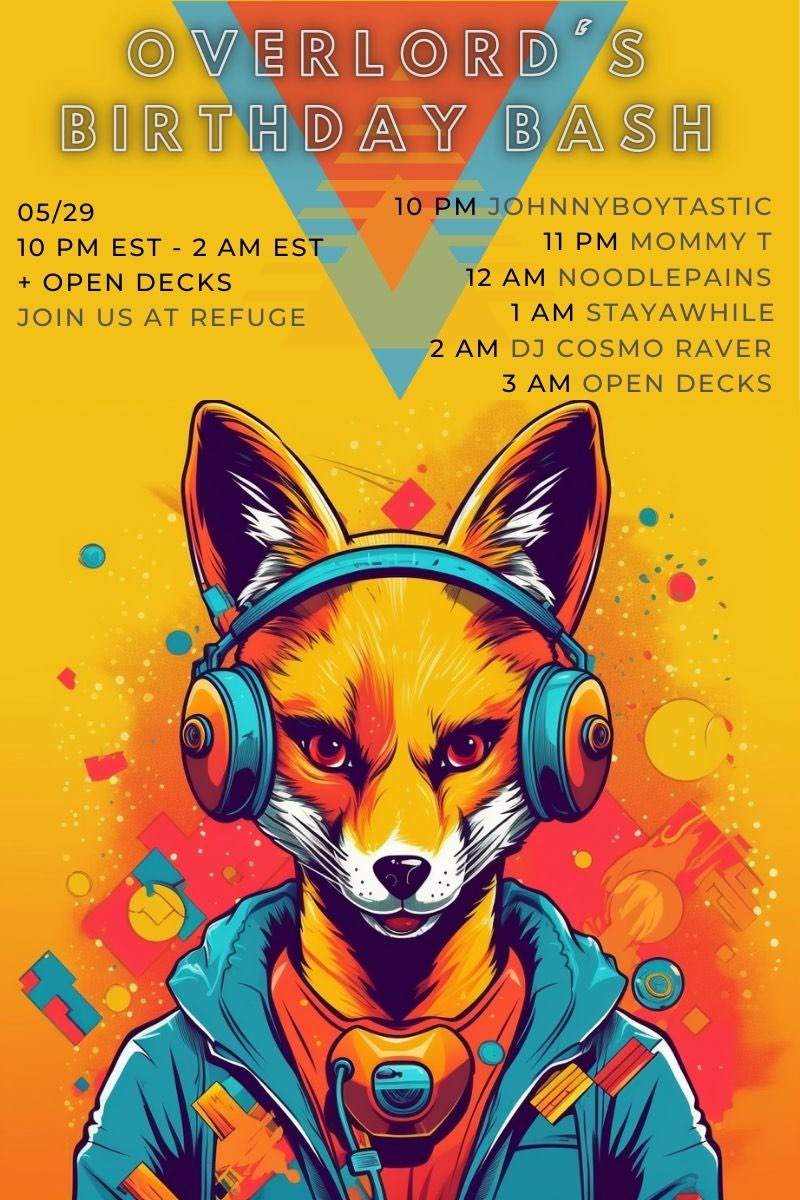 OVERLORD'S
BIRTHDAY BASH
05/29
10 PM EST - 2 AM EST
+ OPEN DECKS
JOIN US AT REFUGE
10 PM JOHNNYBOYTASTIC
11 PM MOMMY T
12 AM NOODLEPAINS
1 AM STAYAWHILE
2 AM DJ COSMO RAVER
3 AM OPEN DECKS